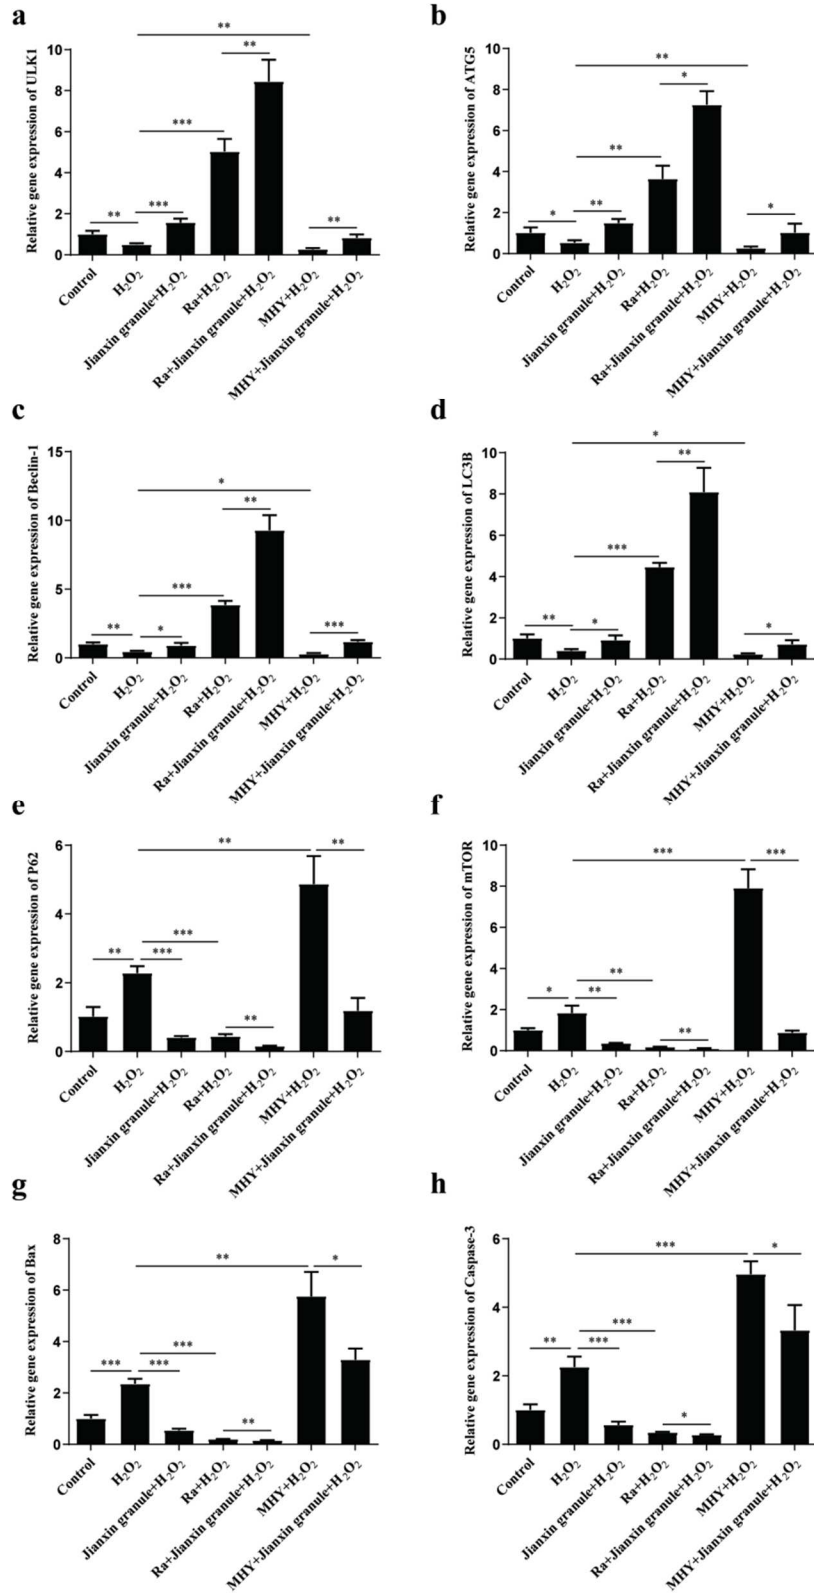 a
Relative gene expression of ULK1
10
8
6
4
2
0
**
**
***
**
***
**
Control
H₂O₂
Jianxin granule+H₂O₂
Ra+H₂O₂
Ra+Jianxin granule+H₂O₂
MHY+H₂O₂
MHY+Jianxin granule+H₂O₂
b
Relative gene expression of ATG5
10
8
6
4
2
0
**
*
**
*
**
*
Control
H₂O₂
Jianxin granule+H₂O₂
Ra+H₂O₂
Ra+Jianxin granule+H₂O₂
MHY+H₂O₂
MHY+Jianxin granule+H₂O₂
c
Relative gene expression of Beclin-1
15
10
5
0
*
**
***
**
*
***
Control
H₂O₂
Jianxin granule+H₂O₂
Ra+H₂O₂
Ra+Jianxin granule+H₂O₂
MHY+H₂O₂
MHY+Jianxin granule+H₂O₂
d
Relative gene expression of LC3B
10
8
6
4
2
0
*
**
***
**
*
*
Control
H₂O₂
Jianxin granule+H₂O₂
Ra+H₂O₂
Ra+Jianxin granule+H₂O₂
MHY+H₂O₂
MHY+Jianxin granule+H₂O₂
e
Relative gene expression of P62
6
4
2
0
**
**
***
**
***
**
Control
H₂O₂
Jianxin granule+H₂O₂
Ra+H₂O₂
Ra+Jianxin granule+H₂O₂
MHY+H₂O₂
MHY+Jianxin granule+H₂O₂
f
Relative gene expression of mTOR
10
8
6
4
2
0
***
***
**
*
**
**
Control
H₂O₂
Jianxin granule+H₂O₂
Ra+H₂O₂
Ra+Jianxin granule+H₂O₂
MHY+H₂O₂
MHY+Jianxin granule+H₂O₂
g
Relative gene expression of Bax
8
6
4
2
0
**
*
***
***
***
**
Control
H₂O₂
Jianxin granule+H₂O₂
Ra+H₂O₂
Ra+Jianxin granule+H₂O₂
MHY+H₂O₂
MHY+Jianxin granule+H₂O₂
h
Relative gene expression of Caspase-3
6
4
2
0
***
*
***
**
***
*
Control
H₂O₂
Jianxin granule+H₂O₂
Ra+H₂O₂
Ra+Jianxin granule+H₂O₂
MHY+H₂O₂
MHY+Jianxin granule+H₂O₂